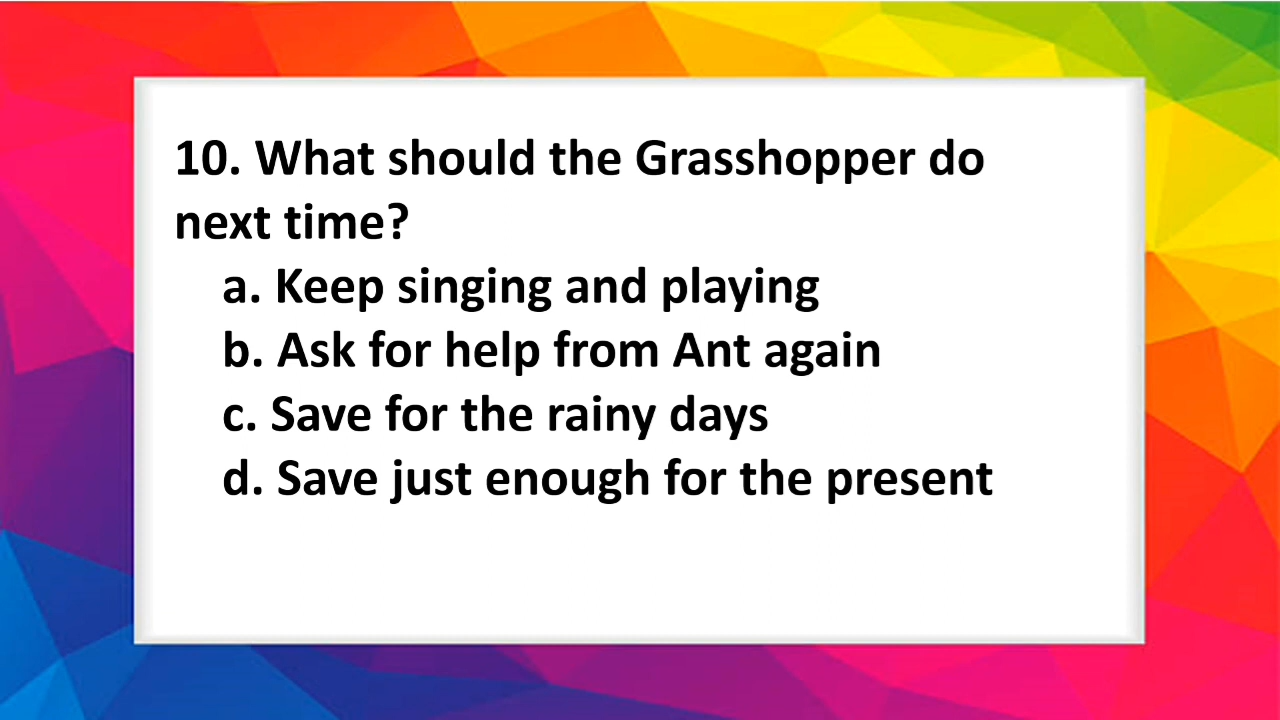 10. What should the Grasshopper do
next time?
a. Keep singing and playing
b. Ask for help from Ant again
c. Save for the rainy days
d. Save just enough for the present